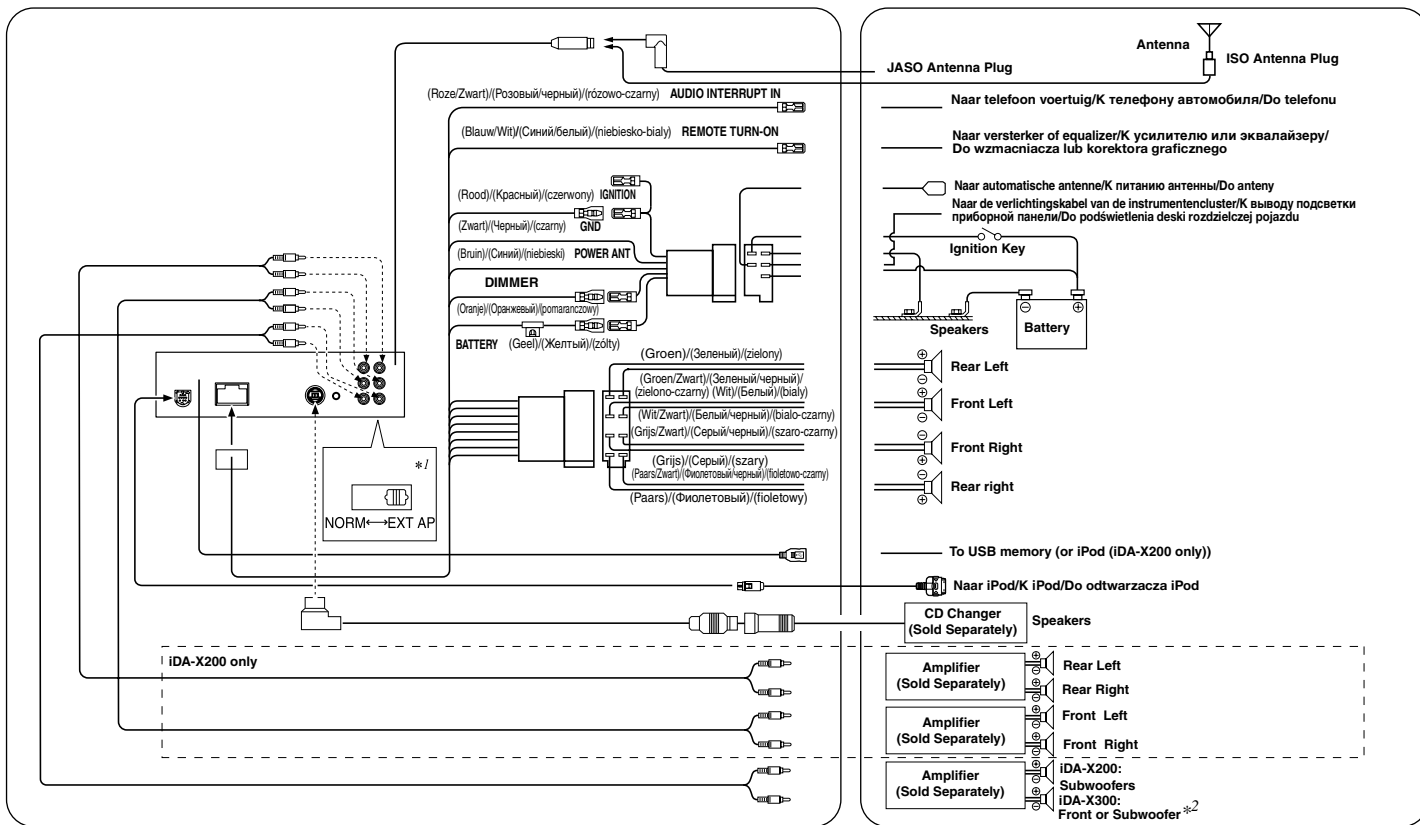 Antenna
ISO Antenna Plug
JASO Antenna Plug
(Roze/Zwart)/(Розовый/черный)/(rózowo-czarny) AUDIO INTERRUPT IN
Naar telefoon voertuig/К телефону автомобиля/Do telefonu
(Blauw/Wit)/(Синий/белый)/(niebiesko-bialy) REMOTE TURN-ON
Naar versterker of equalizer/К усилителю или эквалайзеру/
Do wzmacniacza lub korektora graficznego
(Rood)/(Красный)/(czerwony) IGNITION
Naar automatische antenne/К питанию антенны/Do anteny
(Zwart)/(Черный)/(czarny) GND
Naar de verlichtingskabel van de instrumentencluster/К выводу подсветки
приборной панели/Do podświetlenia deski rozdzielczej pojazdu
Ignition Key
(Bruin)/(Синий)/(niebieski) POWER ANT
DIMMER
(Oranje)/(Оранжевый)/(pomaranczowy)
Speakers
Battery
BATTERY (Geel)/(Желтый)/(zólty)
(Groen)/(Зеленый)/(zielony)
Rear Left
(Groen/Zwart)/(Зеленый/черный)/
(zielono-czarny) (Wit)/(Белый)/(bialy)
Front Left
(Wit/Zwart)/(Белый/черный)/(bialo-czarny)
(Grijs/Zwart)/(Серый/черный)/(szaro-czarny)
Front Right
(Grijs)/(Серый)/(szary)
(Paars/Zwart)/(Фиолетовый/черный)/(fioletowo-czarny)
Rear right
(Paars)/(Фиолетовый)/(fioletowy)
*1
NORM↔EXT AP
To USB memory (or iPod (iDA-X200 only))
Naar iPod/К iPod/Do odtwarzacza iPod
CD Changer
(Sold Separately)
Speakers
iDA-X200 only
Amplifier
(Sold Separately)
Rear Left
Rear Right
Amplifier
(Sold Separately)
Front Left
Front Right
Amplifier
(Sold Separately)
iDA-X200:
Subwoofers
iDA-X300:
Front or Subwoofer *2